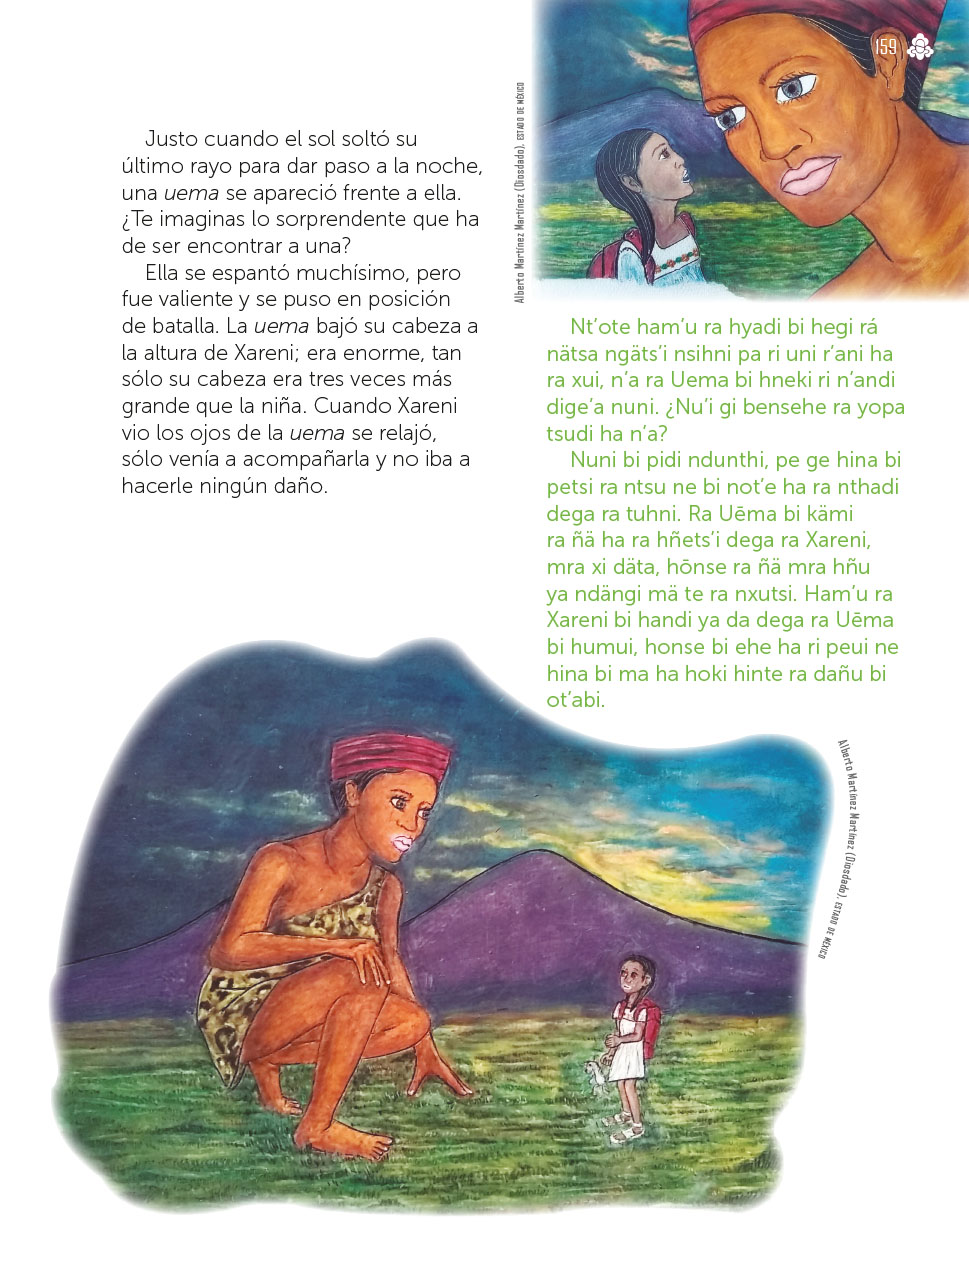 159
Justo cuando el sol soltó su
último rayo para dar paso a la noche,
una uema se apareció frente a ella.
¿Te imaginas lo sorprendente que ha
de ser encontrar a una?
Ella se espantó muchísimo, pero
fue valiente y se puso en posición
de batalla. La uema bajó su cabeza a
la altura de Xareni; era enorme, tan
sólo su cabeza era tres veces más
grande que la niña. Cuando Xareni
vio los ojos de la uema se relajó,
sólo venía a acompañarla y no iba a
hacerle ningún daño.
Alberto Martínez Martínez (Diosdado), ESTADO DE MÉXICO
Nt’ote ham’u ra hyadi bi hegi rá
nätsa ngäts’i nsihni pa ri uni r’ani ha
ra xui, n’a ra Uema bi hneki ri n’andi
dige’a nuni. ¿Nu’i gi bensehe ra yopa
tsudi ha n’a?
Nuni bi pidi ndunthi, pe ge hina bi
petsi ra ntsu ne bi not’e ha ra nthadi
dega ra tuhni. Ra Uēma bi kämi
ra ñä ha ra hñets’i dega ra Xareni,
mra xi däta, hōnse ra ñä mra hñu
ya ndängi mä te ra nxutsi. Ham’u ra
Xareni bi handi ya da dega ra Uēma
bi humui, honse bi ehe ha ri peui ne
hina bi ma ha hoki hinte ra dañu bi
ot’abi.
Alberto Martínez Martínez (Diosdado), ESTADO DE MÉXICO